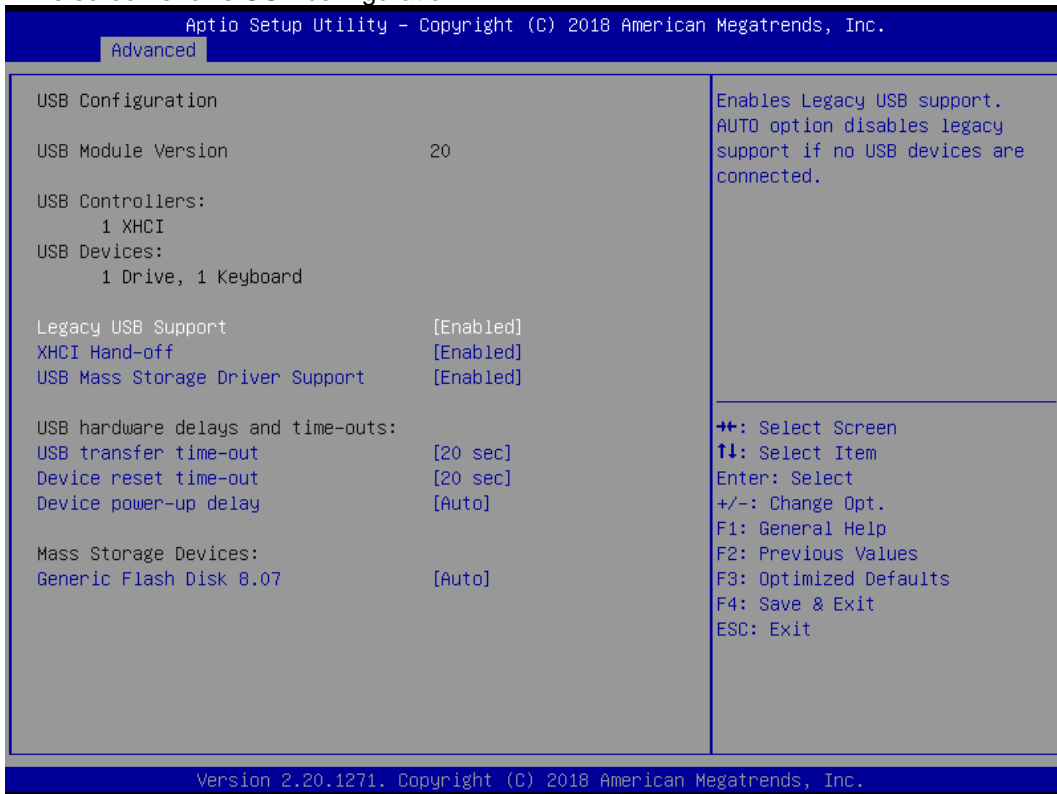 Aptio Setup Utility – Copyright (C) 2018 American Megatrends, Inc.
Advanced
USB Configuration
USB Module Version 20
USB Controllers:
1 XHCI
USB Devices:
1 Drive, 1 Keyboard
Legacy USB Support [Enabled]
XHCI Hand-off [Enabled]
USB Mass Storage Driver Support [Enabled]
USB hardware delays and time-outs:
USB transfer time-out [20 sec]
Device reset time-out [20 sec]
Device power-up delay [Auto]
Mass Storage Devices:
Generic Flash Disk 8.07 [Auto]
Enables Legacy USB support.
AUTO option disables legacy
support if no USB devices are
connected.
→←: Select Screen
↑↓: Select Item
Enter: Select
+/-: Change Opt.
F1: General Help
F2: Previous Values
F3: Optimized Defaults
F4: Save & Exit
ESC: Exit
Version 2.20.1271. Copyright (C) 2018 American Megatrends, Inc.